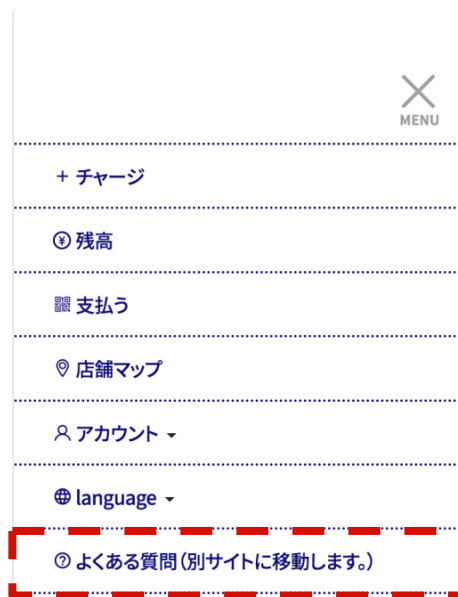 MENU
+ チャージ
残高
支払う
店舗マップ
アカウント
language
よくある質問(別サイトに移動します。)